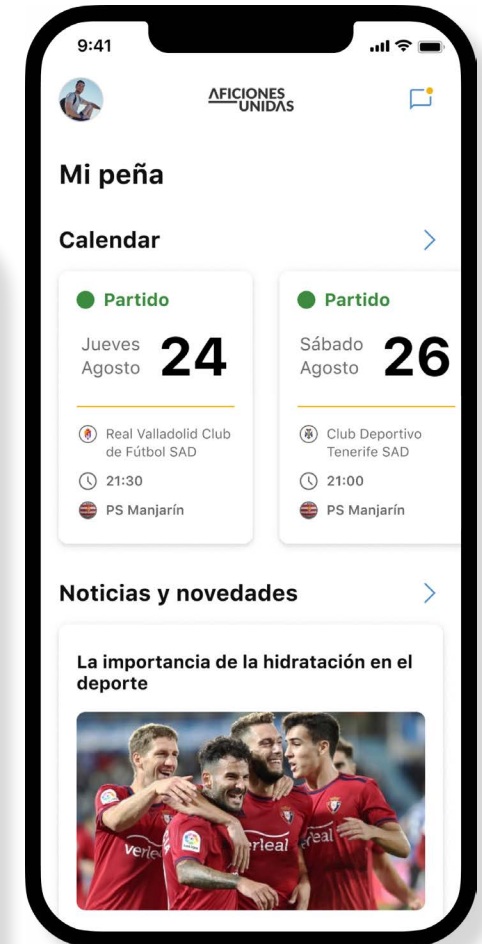 9:41
AFICIONES
UNIDAS
Mi peña
Calendar
Partido
Jueves
Agosto
24
Real Valladolid Club
de Fútbol SAD
21:30
PS Manjarín
Partido
Sábado
Agosto
26
Club Deportivo
Tenerife SAD
21:00
PS Manjarín
Noticias y novedades
La importancia de la hidratación en el
deporte
verleal